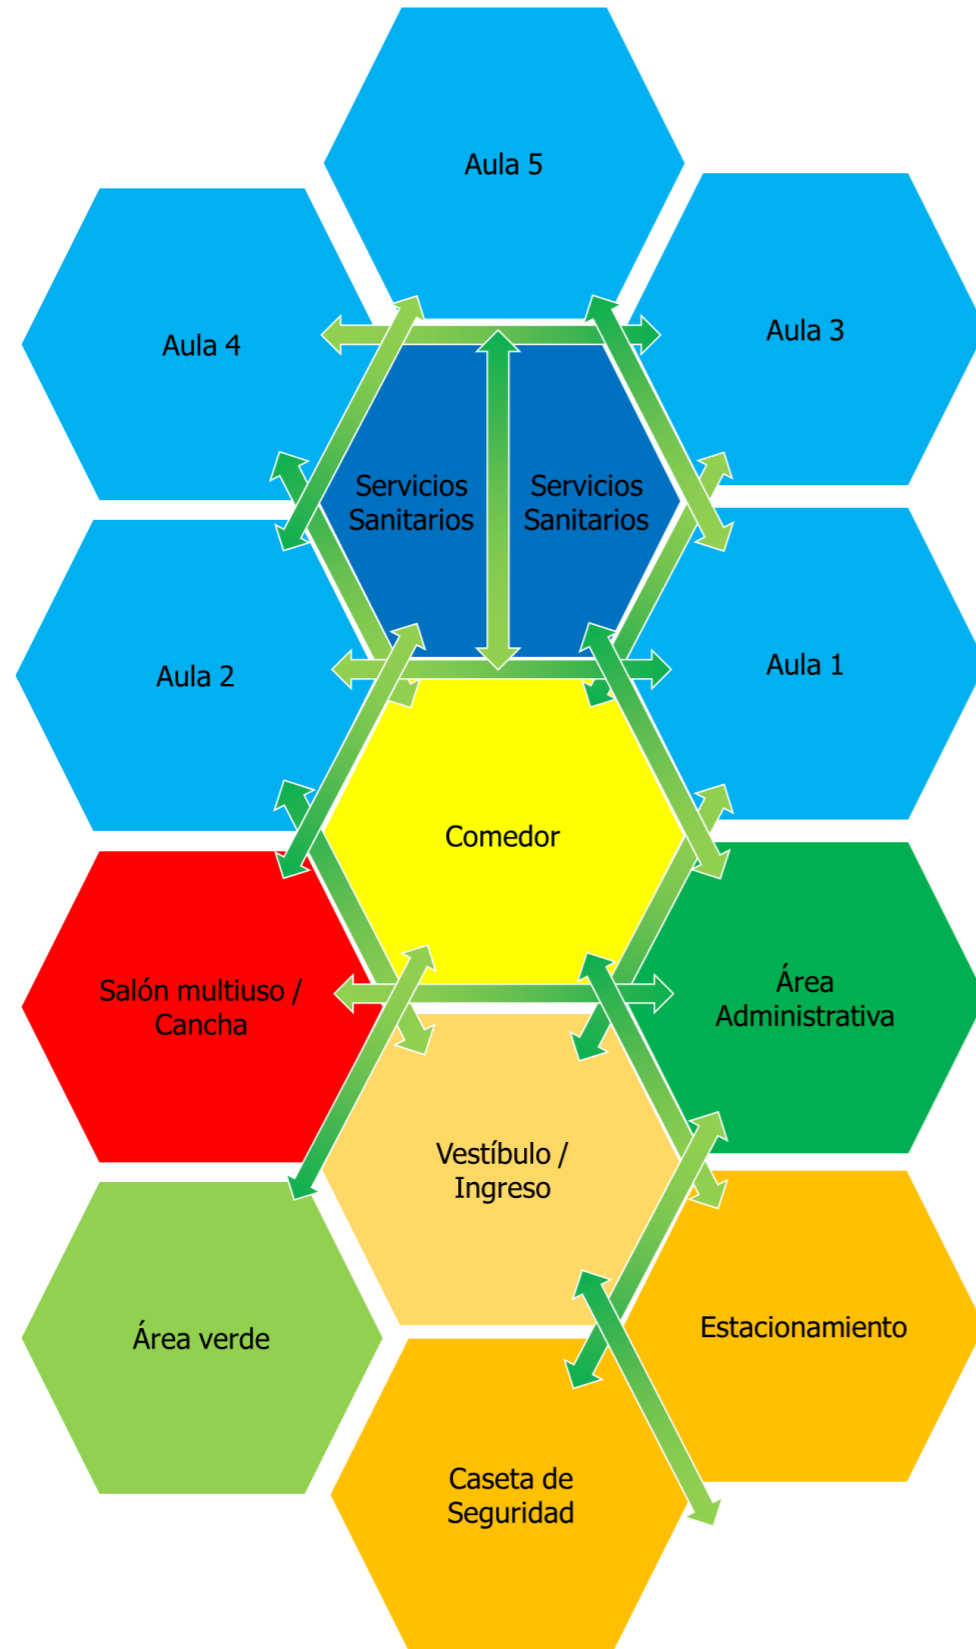 Aula 5
Aula 4
Aula 3
Servicios
Sanitarios
Servicios
Sanitarios
Aula 2
Aula 1
Comedor
Salón multiuso /
Cancha
Área
Administrativa
Vestíbulo /
Ingreso
Área verde
Estacionamiento
Caseta de
Seguridad